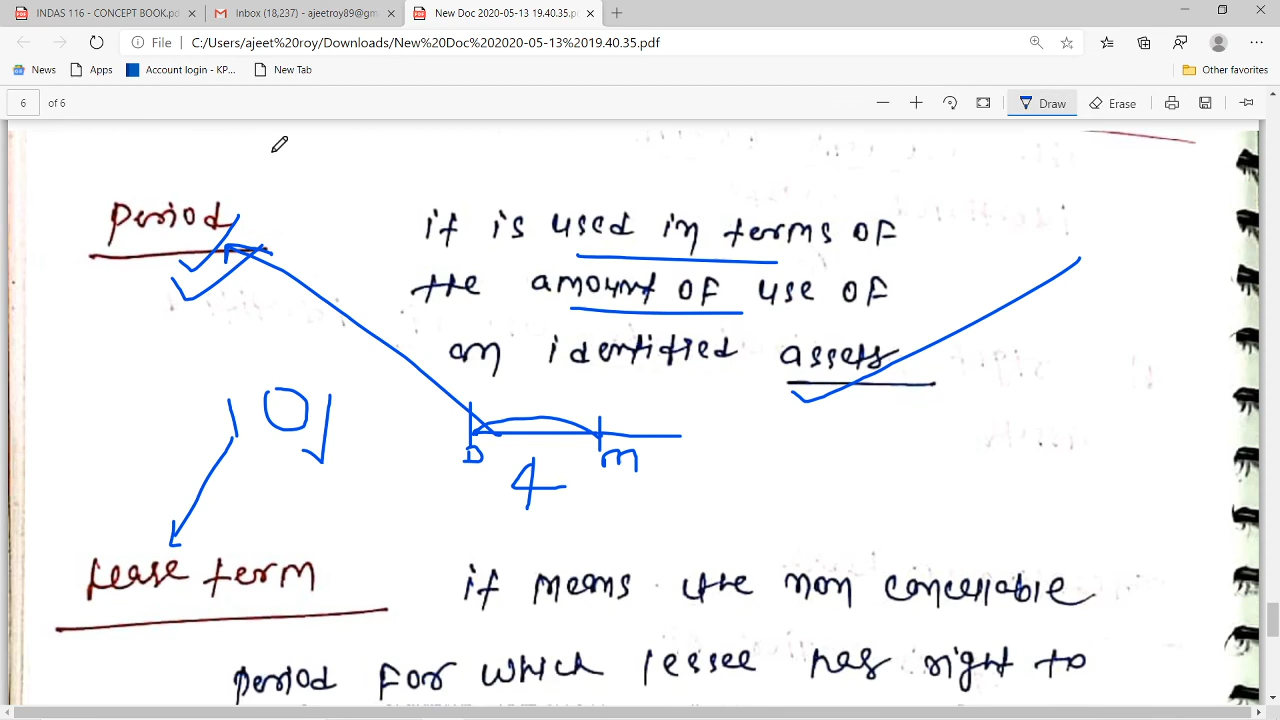 INDAS 116 - CONCEPT BOOK.po
Inbox (18,237) - ajeetroy89@gm
New Doc 2020-05-13 19.40.35.p
File
C:/Users/ajeet%20roy/Downloads/New%20Doc%202020-05-13%2019.40.35.pdf
News
Apps
Account login - KP...
New Tab
Other favorites
6 of 6
Draw
Erase
Period
it is used in terms of
the amount of use of
an identified assets
10y
D
m
4
Lease term
it means the non concellable
period for which lessee has right to